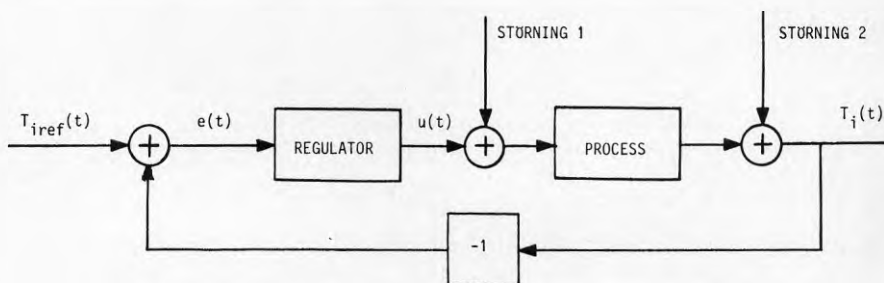 STÖRNING 1
STÖRNING 2
T_iref(t)
e(t)
u(t)
T_i(t)
+
REGULATOR
+
PROCESS
+
-1